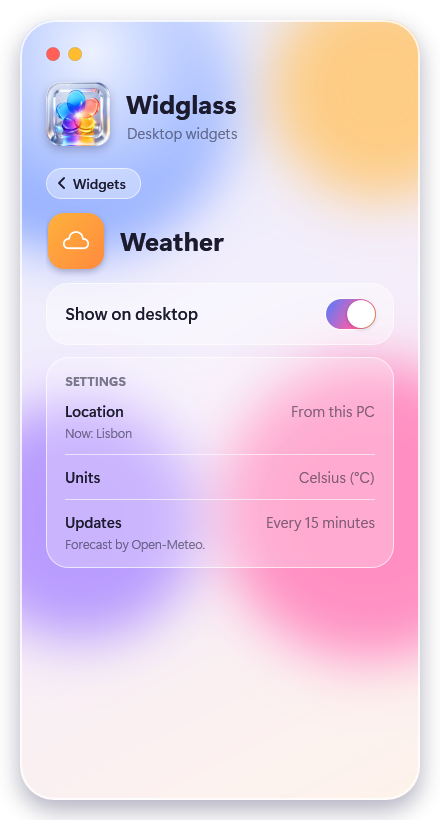 Widglass
Desktop widgets
Widgets
Weather
Show on desktop
SETTINGS
Location From this PC
Now: Lisbon
Units Celsius (°C)
Updates Every 15 minutes
Forecast by Open-Meteo.